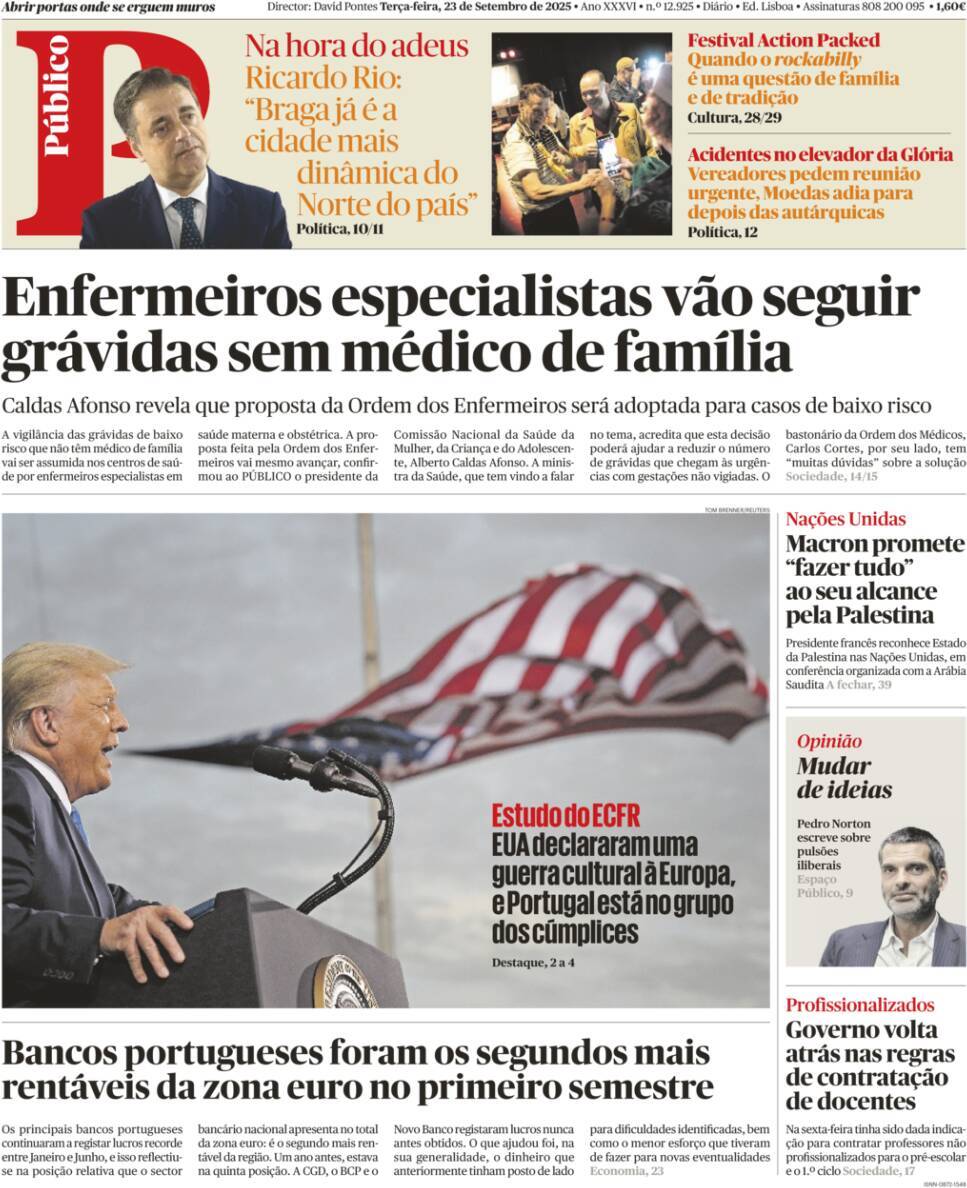 Abrir portas onde se erguem muros
Director: David Pontes Terça-feira, 23 de Setembro de 2025 • Ano XXXVI • n.º 12.925 • Diário • Ed. Lisboa • Assinaturas 808 200 095 • 1,60€
Público
P
Na hora do adeus
Ricardo Rio:
“Braga já é a
cidade mais
dinâmica do
Norte do país”
Política, 10/11
Festival Action Packed
Quando o rockabilly
é uma questão de família
e de tradição
Cultura, 28/29
Acidentes no elevador da Glória
Vereadores pedem reunião
urgente, Moedas adia para
depois das autárquicas
Política, 12
Enfermeiros especialistas vão seguir
grávidas sem médico de família
Caldas Afonso revela que proposta da Ordem dos Enfermeiros será adoptada para casos de baixo risco
A vigilância das grávidas de baixo
risco que não têm médico de família
vai ser assumida nos centros de saú-
de por enfermeiros especialistas em
saúde materna e obstétrica. A pro-
posta feita pela Ordem dos Enfer-
meiros vai mesmo avançar, confir-
mou ao PÚBLICO o presidente da
Comissão Nacional da Saúde da
Mulher, da Criança e do Adolescen-
te, Alberto Caldas Afonso. A minis-
tra da Saúde, que tem vindo a falar
no tema, acredita que esta decisão
poderá ajudar a reduzir o número
de grávidas que chegam às urgên-
cias com gestações não vigiadas. O
bastonário da Ordem dos Médicos,
Carlos Cortes, por seu lado, tem
“muitas dúvidas” sobre a solução
Sociedade, 14/15
TOM BRENNER/REUTERS
Estudo do ECFR
EUA declararam uma
guerra cultural à Europa,
e Portugal está no grupo
dos cúmplices
Destaque, 2 a 4
Nações Unidas
Macron promete
“fazer tudo”
ao seu alcance
pela Palestina
Presidente francês reconhece Estado
da Palestina nas Nações Unidas, em
conferência organizada com a Arábia
Saudita A fechar, 39
Opinião
Mudar
de ideias
Pedro Norton
escreve sobre
pulsões
iliberais
Espaço
Público, 9
Profissionalizados
Governo volta
atrás nas regras
de contratação
de docentes
Na sexta-feira tinha sido dada indica-
ção para contratar professores não
profissionalizados para o pré-escolar
e o 1.º ciclo Sociedade, 17
Bancos portugueses foram os segundos mais
rentáveis da zona euro no primeiro semestre
Os principais bancos portugueses
continuaram a registar lucros recorde
entre Janeiro e Junho, e isso reflectiu-
se na posição relativa que o sector
bancário nacional apresenta no total
da zona euro: é o segundo mais ren-
tável da região. Um ano antes, estava
na quinta posição. A CGD, o BCP e o
Novo Banco registaram lucros nunca
antes obtidos. O que ajudou foi, na
sua generalidade, o dinheiro que
anteriormente tinham posto de lado
para dificuldades identificadas, bem
como o menor esforço que tiveram
de fazer para novas eventualidades
Economia, 23
ISNN-0872-1548